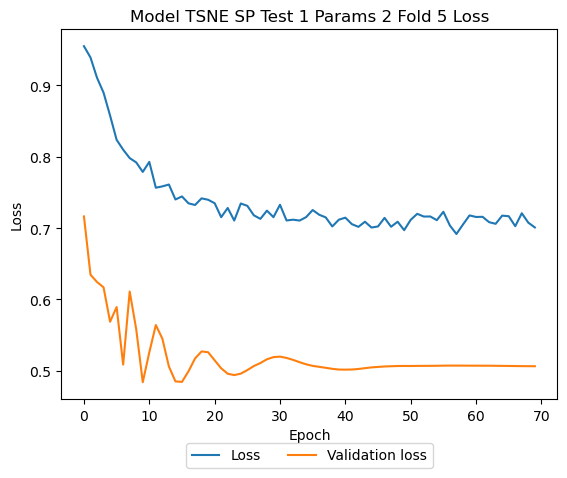 Model TSNE SP Test 1 Params 2 Fold 5 Loss
0.9
0.8
0.7
0.6
0.5
Loss
0 10 20 30 40 50 60 70
Epoch
Loss Validation loss